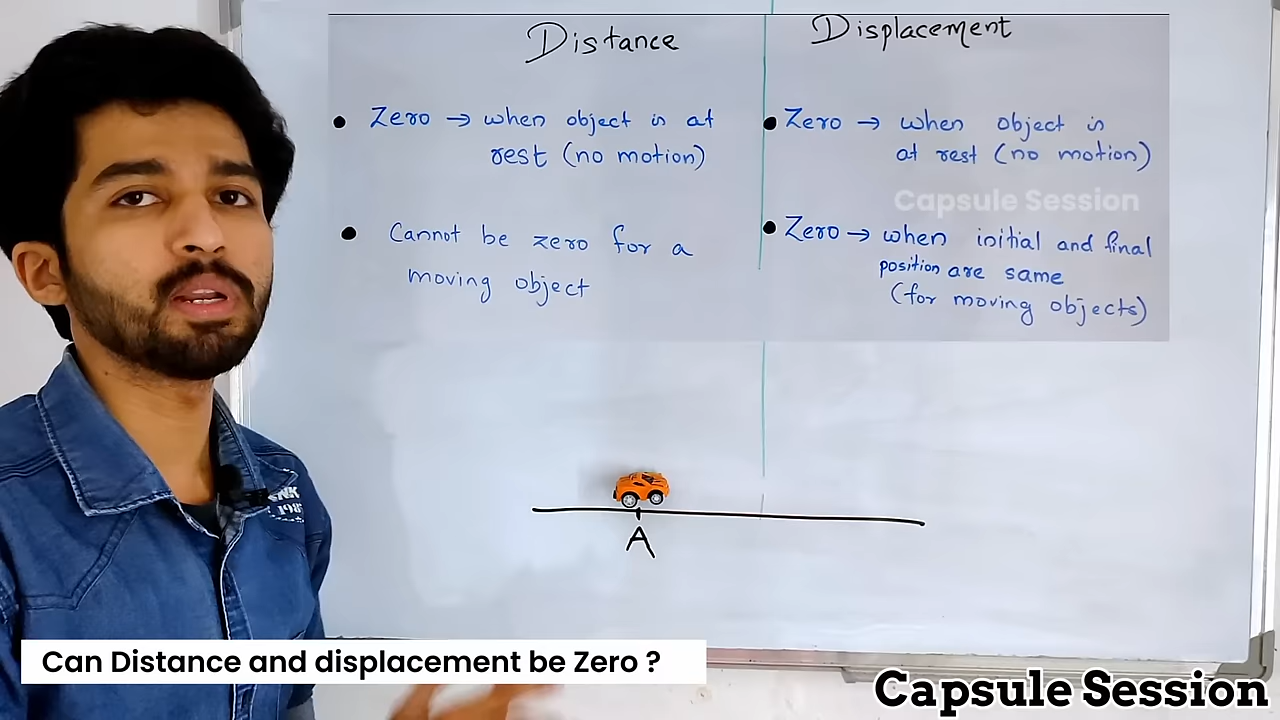 Distance
Displacement
• Zero → when object is at
rest (no motion)
• Cannot be zero for a
moving object
• Zero → when object is
at rest (no motion)
Capsule Session
• Zero → when initial and final
position are same
(for moving objects)
A
NK
1985
Can Distance and displacement be Zero ?
Capsule Session